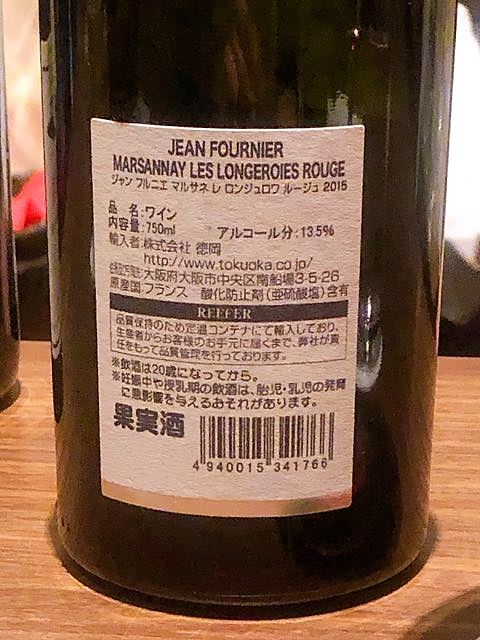 JEAN FOURNIER
MARSANNAY LES LONGEROIES ROUGE
ジャン フルニエ マルサネ レ ロンジュロワ ルージュ 2015
品 名:ワイン
内容量:750ml アルコール分:13.5%
輸入者:株式会社 徳岡
http://www.tokuoka.co.jp/
大阪府大阪市中央区南船場3-5-26
原産国:フランス 酸化防止剤(亜硫酸塩)含有
REEFER
品質保持のため定温コンテナにて輸入しており、
生産者からお客様のお手元に届くまで、弊社が責
任をもって品質管理を行っております。
※飲酒は20歳になってから。
※妊娠中や授乳期の飲酒は、胎児・乳児の発育
に悪影響を与えるおそれがあります。
果実酒
4 940015 341766